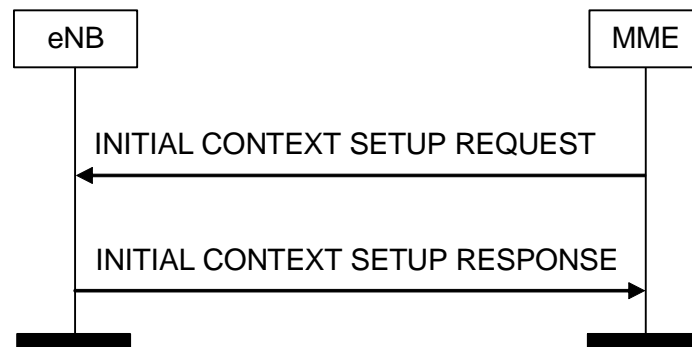 eNB
MME
INITIAL CONTEXT SETUP REQUEST
INITIAL CONTEXT SETUP RESPONSE